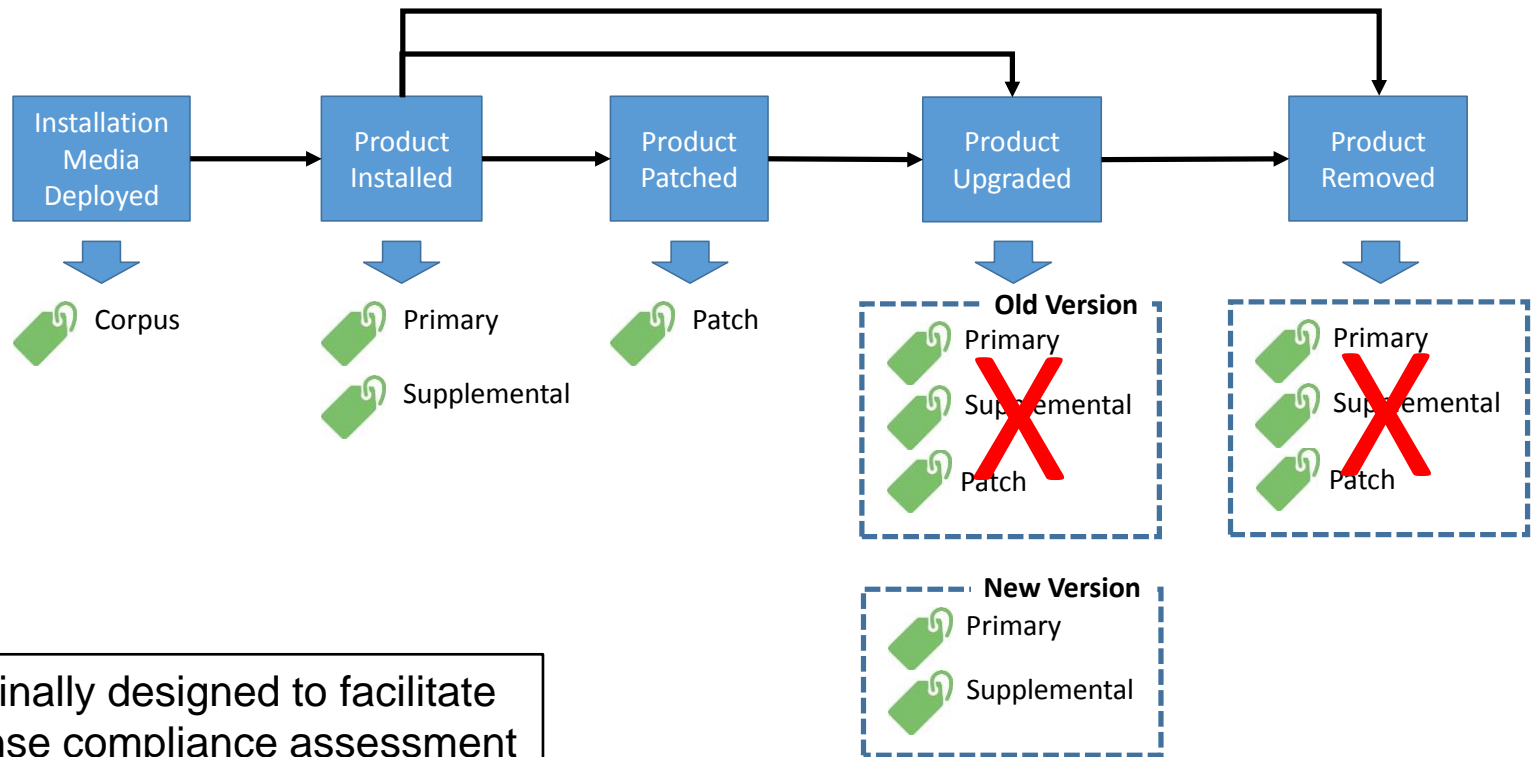 Installation
Media
Deployed
Product
Installed
Product
Patched
Product
Upgraded
Product
Removed
Corpus
Primary
Supplemental
Patch
Old Version
Primary
Supplemental
Patch
Primary
Supplemental
Patch
New Version
Primary
Supplemental
inally designed to facilitate
nse compliance assessment